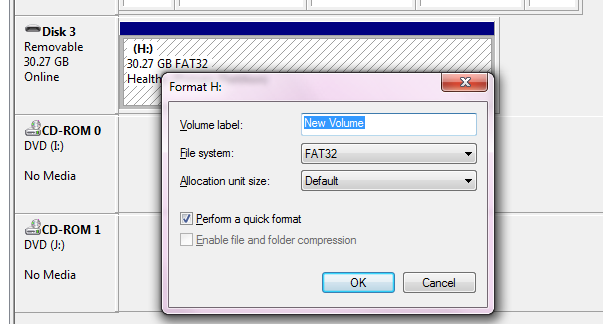 Disk 3
Removable
30.27 GB
Online
(H:)
30.27 GB FAT32
Health
Format H:
Volume label:
New Volume
File system:
FAT32
Allocation unit size:
Default
Perform a quick format
Enable file and folder compression
OK
Cancel
CD-ROM 0
DVD (I:)
No Media
CD-ROM 1
DVD (J:)
No Media